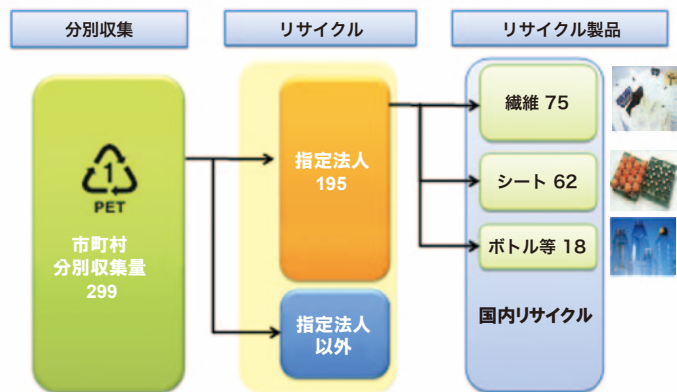 分別収集
リサイクル
リサイクル製品
1
PET
市町村
分別収集量
299
指定法人
195
指定法人
以外
繊維 75
シート 62
ボトル等 18
国内リサイクル